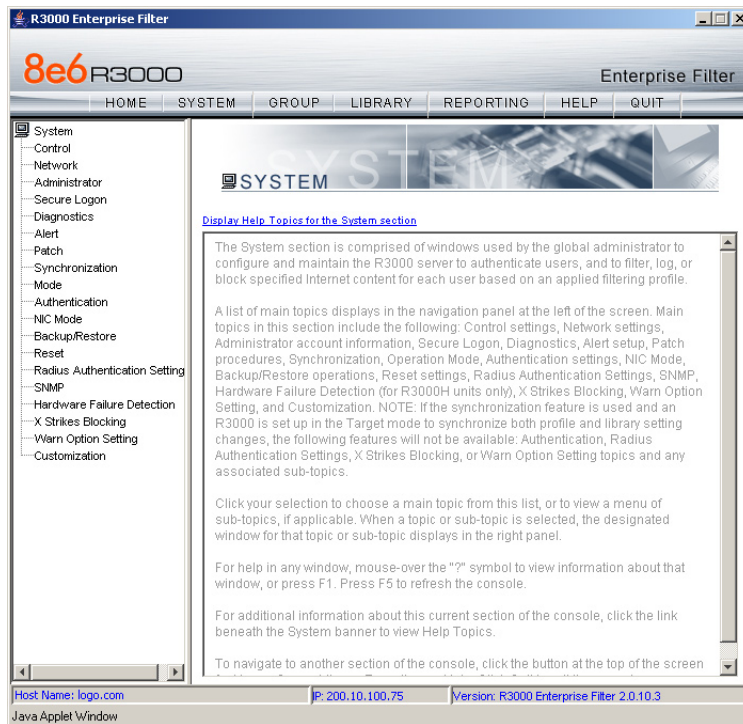 R3000 Enterprise Filter
8e6 R3000
Enterprise Filter
HOME SYSTEM GROUP LIBRARY REPORTING HELP QUIT
System
Control
Network
Administrator
Secure Logon
Diagnostics
Alert
Patch
Synchronization
Mode
Authentication
NIC Mode
Backup/Restore
Reset
Radius Authentication Setting
SNMP
Hardware Failure Detection
X Strikes Blocking
Warn Option Setting
Customization
SYSTEM
SYSTEM
Display Help Topics for the System section
The System section is comprised of windows used by the global administrator to
configure and maintain the R3000 server to authenticate users, and to filter, log, or
block specified Internet content for each user based on an applied filtering profile.
A list of main topics displays in the navigation panel at the left of the screen. Main
topics in this section include the following: Control settings, Network settings,
Administrator account information, Secure Logon, Diagnostics, Alert setup, Patch
procedures, Synchronization, Operation Mode, Authentication settings, NIC Mode,
Backup/Restore operations, Reset settings, Radius Authentication Settings, SNMP,
Hardware Failure Detection (for R3000H units only), X Strikes Blocking, Warn Option
Setting, and Customization. NOTE: If the synchronization feature is used and an
R3000 is set up in the Target mode to synchronize both profile and library setting
changes, the following features will not be available: Authentication, Radius
Authentication Settings, X Strikes Blocking, or Warn Option Setting topics and any
associated sub-topics.
Click your selection to choose a main topic from this list, or to view a menu of
sub-topics, if applicable. When a topic or sub-topic is selected, the designated
window for that topic or sub-topic displays in the right panel.
For help in any window, mouse-over the "?" symbol to view information about that
window, or press F1. Press F5 to refresh the console.
For additional information about this current section of the console, click the link
beneath the System banner to view Help Topics.
To navigate to another section of the console, click the button at the top of the screen
Host Name: logo.com
IP: 200.10.100.75
Version: R3000 Enterprise Filter 2.0.10.3
Java Applet Window